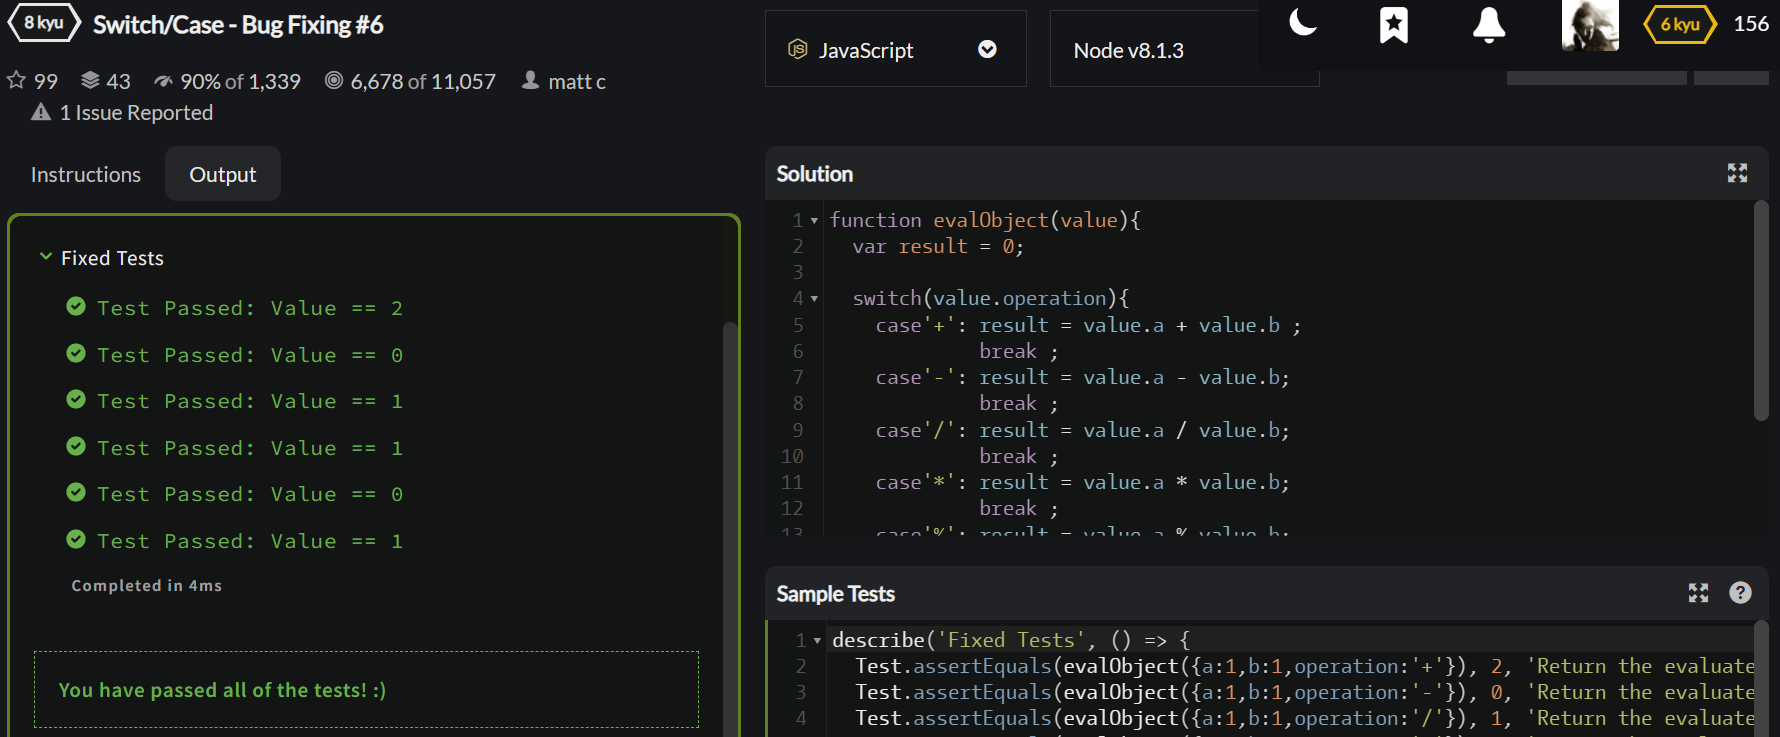 8 kyu Switch/Case - Bug Fixing #6
99 43 90% of 1,339 6,678 of 11,057 matt c
1 Issue Reported
JS JavaScript
Node v8.1.3
6 kyu 156
Instructions Output
Fixed Tests
Test Passed: Value == 2
Test Passed: Value == 0
Test Passed: Value == 1
Test Passed: Value == 1
Test Passed: Value == 0
Test Passed: Value == 1
Completed in 4ms
You have passed all of the tests! :)
Solution
1 function evalObject(value){
2 var result = 0;
3
4 switch(value.operation){
5 case'+': result = value.a + value.b ;
6 break ;
7 case'-': result = value.a - value.b;
8 break ;
9 case'/': result = value.a / value.b;
10 break ;
11 case'*': result = value.a * value.b;
12 break ;
13 case'%': result = value.a % value.b;
Sample Tests
?
1 describe('Fixed Tests', () => {
2 Test.assertEquals(evalObject({a:1,b:1,operation:'+'}), 2, 'Return the evaluate
3 Test.assertEquals(evalObject({a:1,b:1,operation:'-'}), 0, 'Return the evaluate
4 Test.assertEquals(evalObject({a:1,b:1,operation:'/'}), 1, 'Return the evaluate